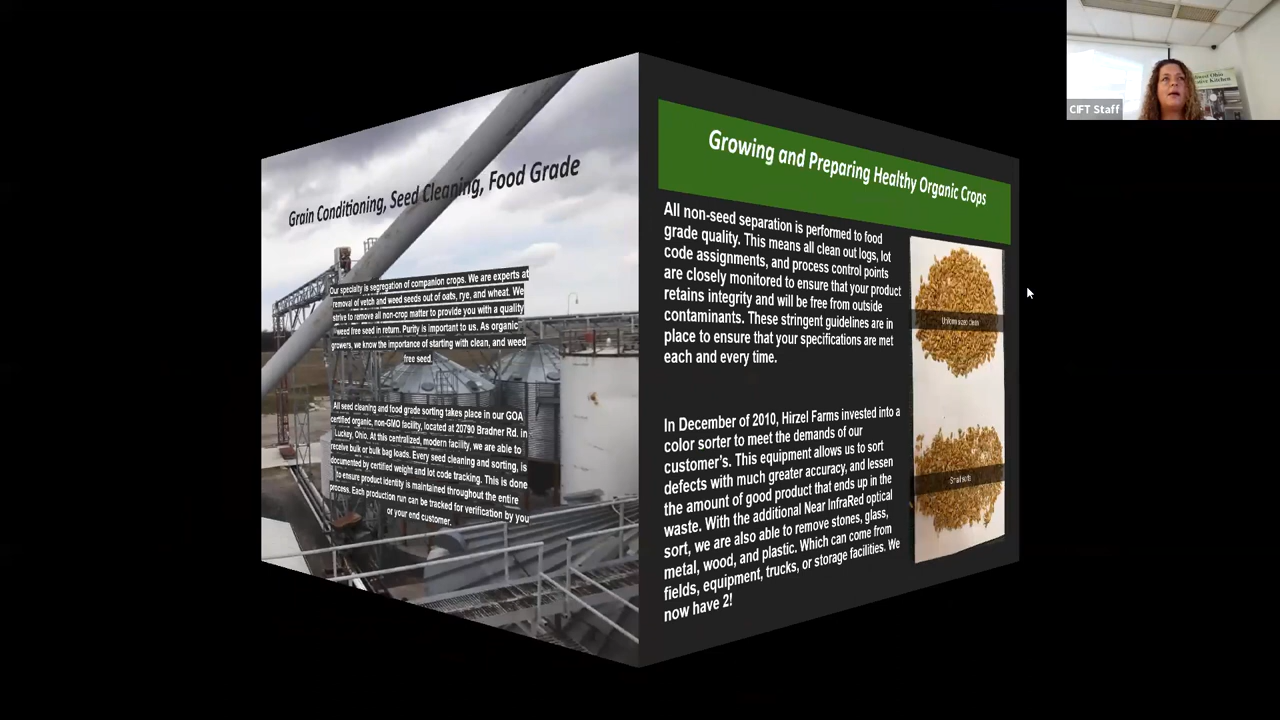 Grain Conditioning, Seed Cleaning, Food Grade
Our specialty is segregation of companion crops. We are experts at
removal of vetch and weed seeds out of oats, rye, and wheat. We
strive to remove all non-crop matter to provide you with a quality
weed free seed in return. Purity is important to us. As organic
growers, we know the importance of starting with clean, and weed
free seed.
All seed cleaning and food grade sorting takes place in our GOA
certified organic, non-GMO facility, located at 20790 Bradner Rd. in
Luckey, Ohio. At this centralized, modern facility, we are able to
receive bulk or bulk bag loads. Every seed cleaning and sorting, is
documented by certified weight and lot code tracking. This is done
to ensure product identity is maintained throughout the entire
process. Each production run can be tracked for verification by you
or your end customer.
Growing and Preparing Healthy Organic Crops
All non-seed separation is performed to food
grade quality. This means all clean out logs, lot
code assignments, and process control points
are closely monitored to ensure that your product
retains integrity and will be free from outside
contaminants. These stringent guidelines are in
place to ensure that your specifications are met
each and every time.
In December of 2010, Hirzel Farms invested into a
color sorter to meet the demands of our
customer's. This equipment allows us to sort
defects with much greater accuracy, and lessen
the amount of good product that ends up in the
waste. With the additional Near InfraRed optical
sort, we are also able to remove stones, glass,
metal, wood, and plastic. Which can come from
fields, equipment, trucks, or storage facilities. We
now have 2!
CIFT Staff
Ohio
Kitchen